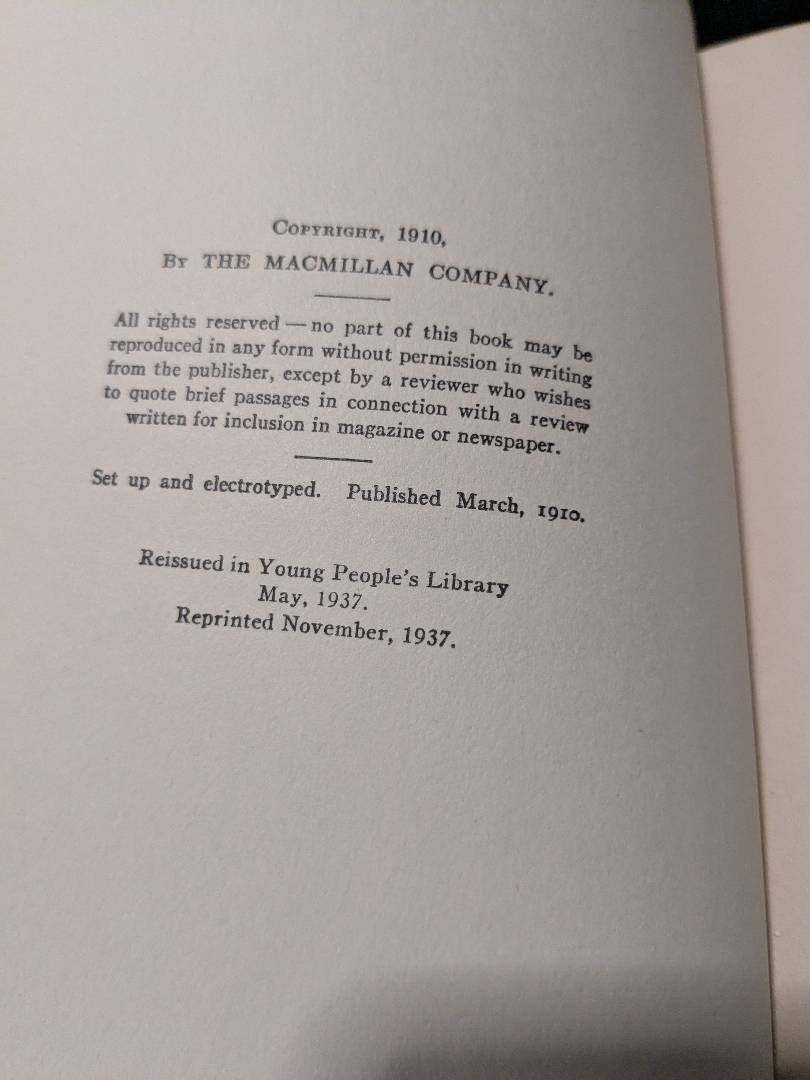 COPYRIGHT, 1910,
BY THE MACMILLAN COMPANY.
All rights reserved — no part of this book may be
reproduced in any form without permission in writing
from the publisher, except by a reviewer who wishes
to quote brief passages in connection with a review
written for inclusion in magazine or newspaper.
Set up and electrotyped. Published March, 1910.
Reissued in Young People's Library
May, 1937.
Reprinted November, 1937.